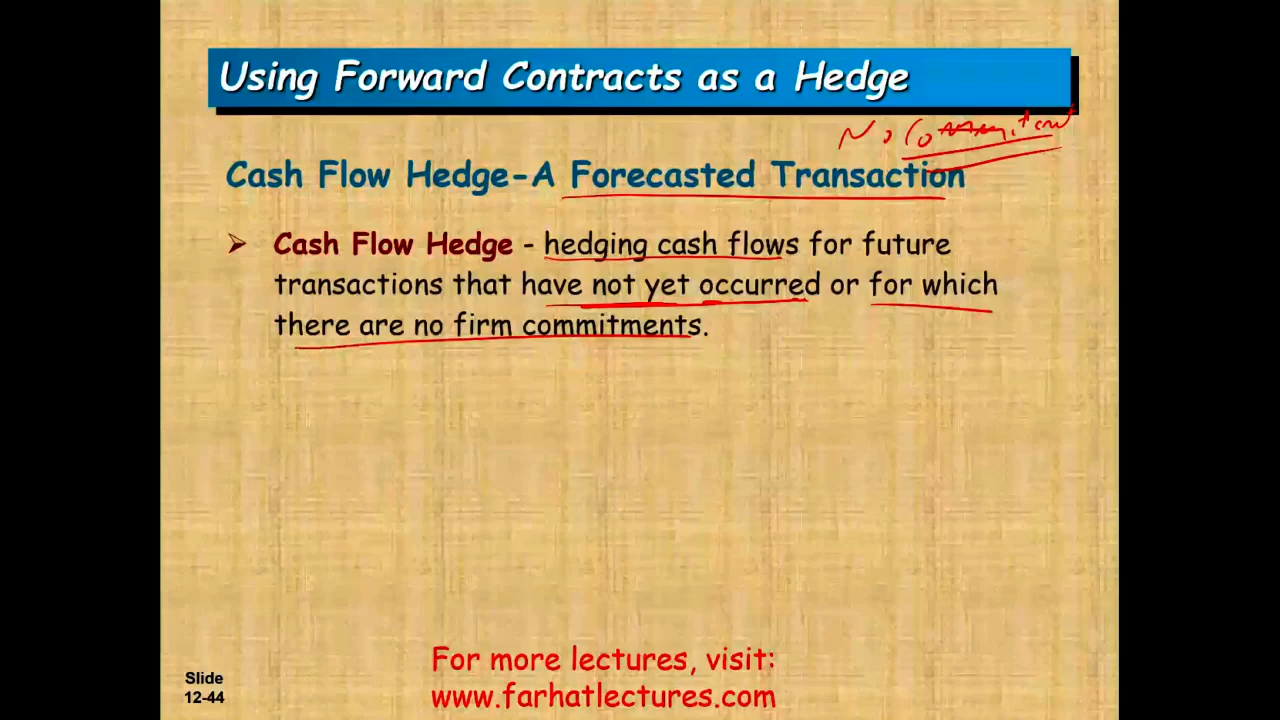 Using Forward Contracts as a Hedge
No Commitment
Cash Flow Hedge-A Forecasted Transaction
➢ Cash Flow Hedge - hedging cash flows for future
transactions that have not yet occurred or for which
there are no firm commitments.
For more lectures, visit:
www.farhatlectures.com
Slide
12-44